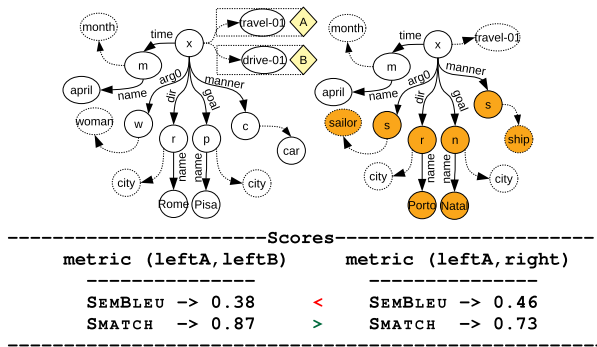 month
time
x
travel-01
A
drive-01
B
m
april
name
arg0
dir
goal
manner
woman
w
r
p
c
car
city
name
name
city
Rome
Pisa
month
time
x
travel-01
m
april
name
arg0
dir
goal
manner
sailor
s
r
n
s
ship
city
name
name
city
Porto
Natal
Scores
metric (leftA,leftB) metric (leftA,right)
SEMBLEU -> 0.38 < SEMBLEU -> 0.46
SMATCH -> 0.87 > SMATCH -> 0.73